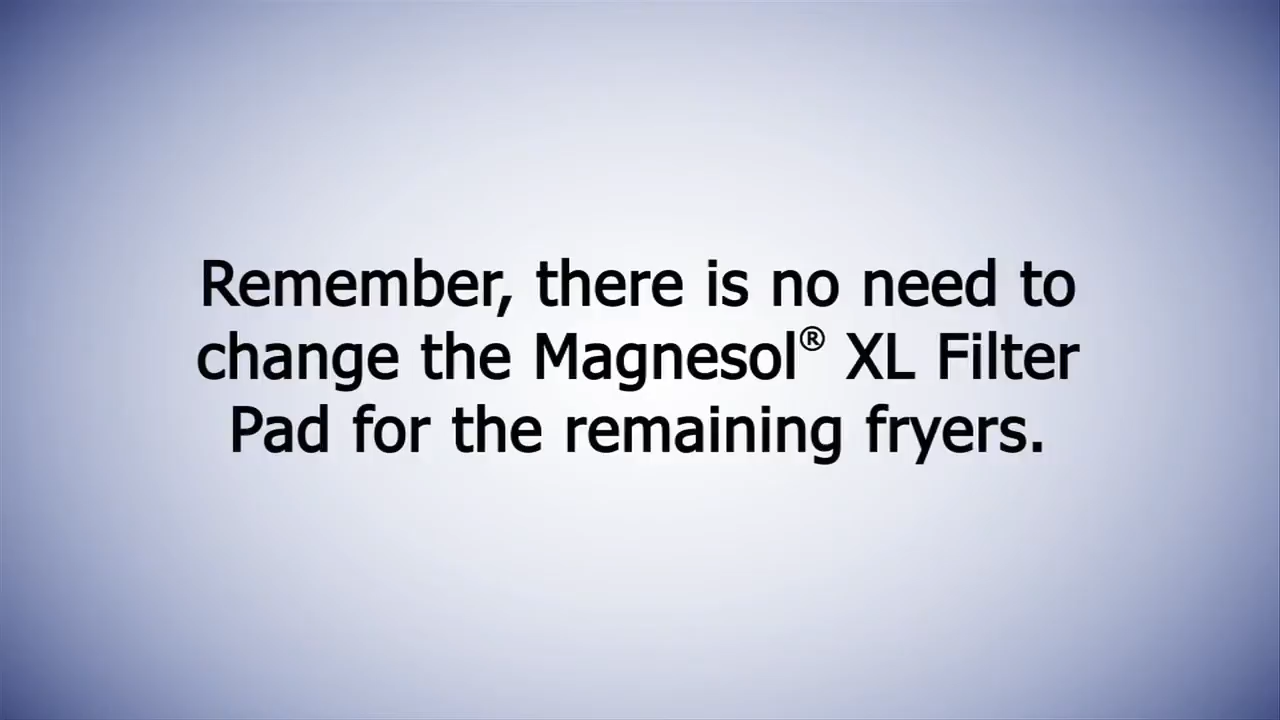 Remember, there is no need to
change the Magnesol® XL Filter
Pad for the remaining fryers.